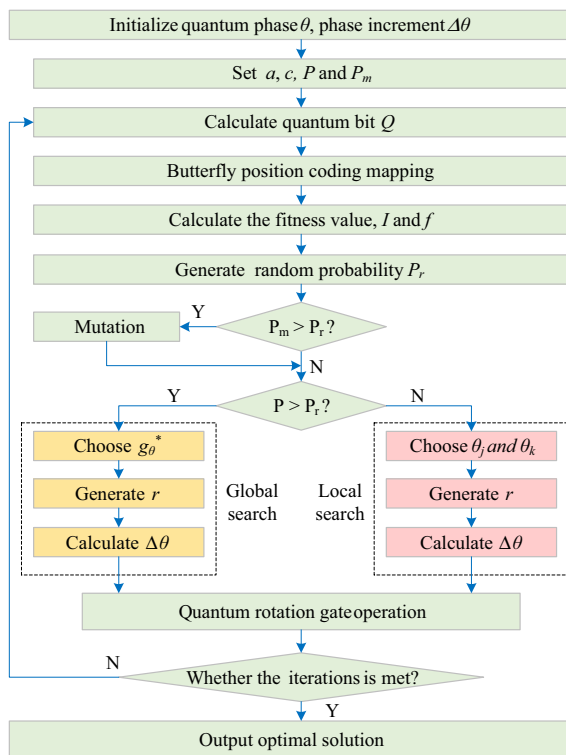 Initialize quantum phase θ, phase increment Δθ
Set a, c, P and Pₘ
Calculate quantum bit Q
Butterfly position coding mapping
Calculate the fitness value, I and f
Generate random probability Pᵣ
Y
Mutation
Pₘ > Pᵣ ?
N
Y
P > Pᵣ ?
N
Choose g_θ*
Generate r
Calculate Δθ
Global
search
Local
search
Choose θⱼ and θₖ
Generate r
Calculate Δθ
Quantum rotation gate operation
N
Whether the iterations is met?
Y
Output optimal solution